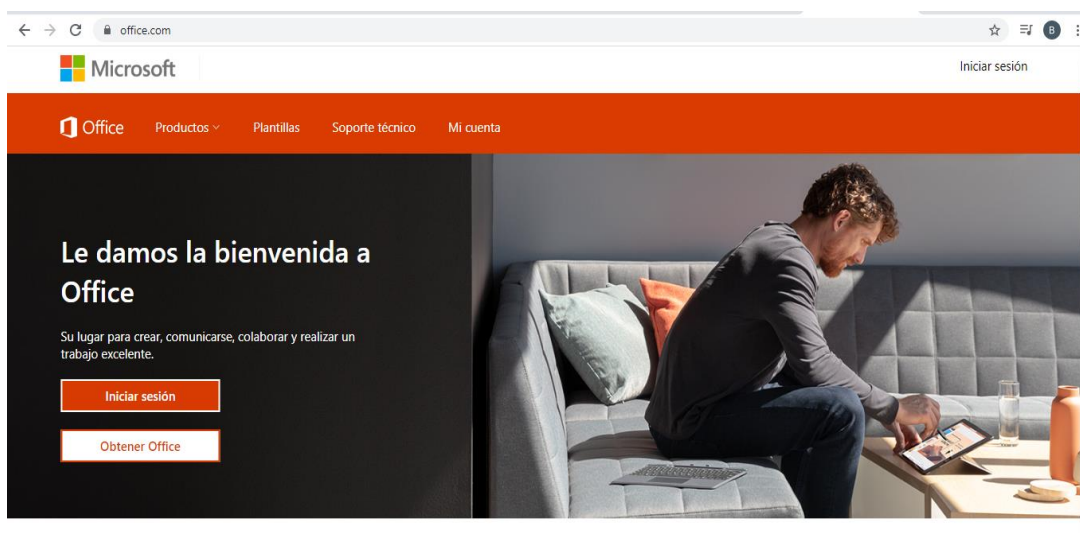 office.com
B
Microsoft
Iniciar sesión
Office Productos Plantillas Soporte técnico Mi cuenta
Le damos la bienvenida a
Office
Su lugar para crear, comunicarse, colaborar y realizar un
trabajo excelente.
Iniciar sesión
Obtener Office